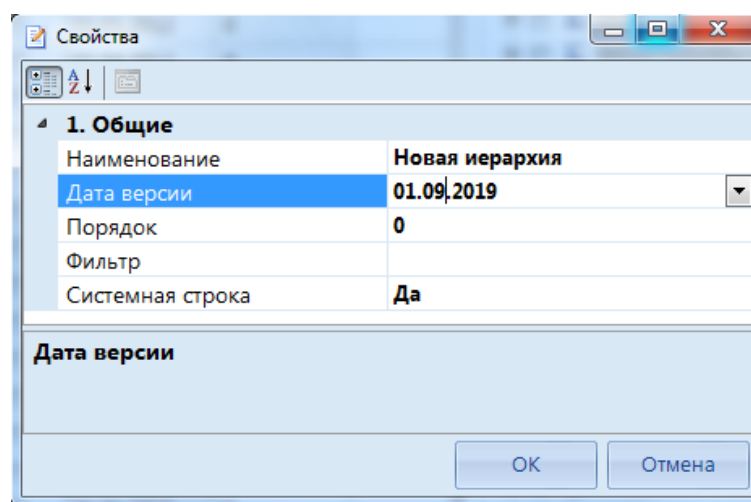 Свойства
1. Общие
Наименование Новая иерархия
Дата версии 01.09.2019
Порядок 0
Фильтр
Системная строка Да
Дата версии
ОК Отмена